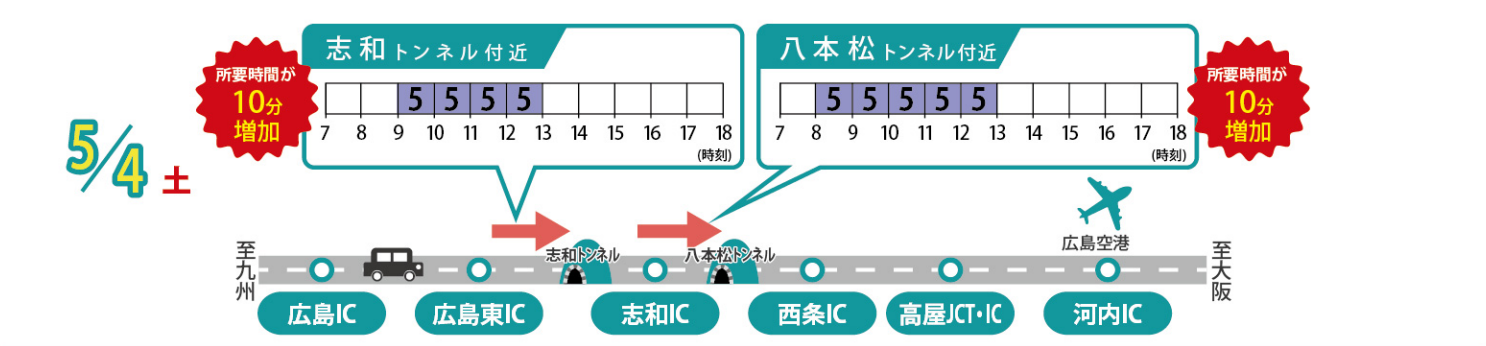 5/4 土
所要時間が
10分
増加
志和トンネル付近
5 5 5 5
7 8 9 10 11 12 13 14 15 16 17 18
(時刻)
八本松トンネル付近
5 5 5 5 5
7 8 9 10 11 12 13 14 15 16 17 18
(時刻)
所要時間が
10分
増加
広島空港
至九州
志和トンネル
八本松トンネル
至大阪
広島IC
広島東IC
志和IC
西条IC
高屋JCT・IC
河内IC